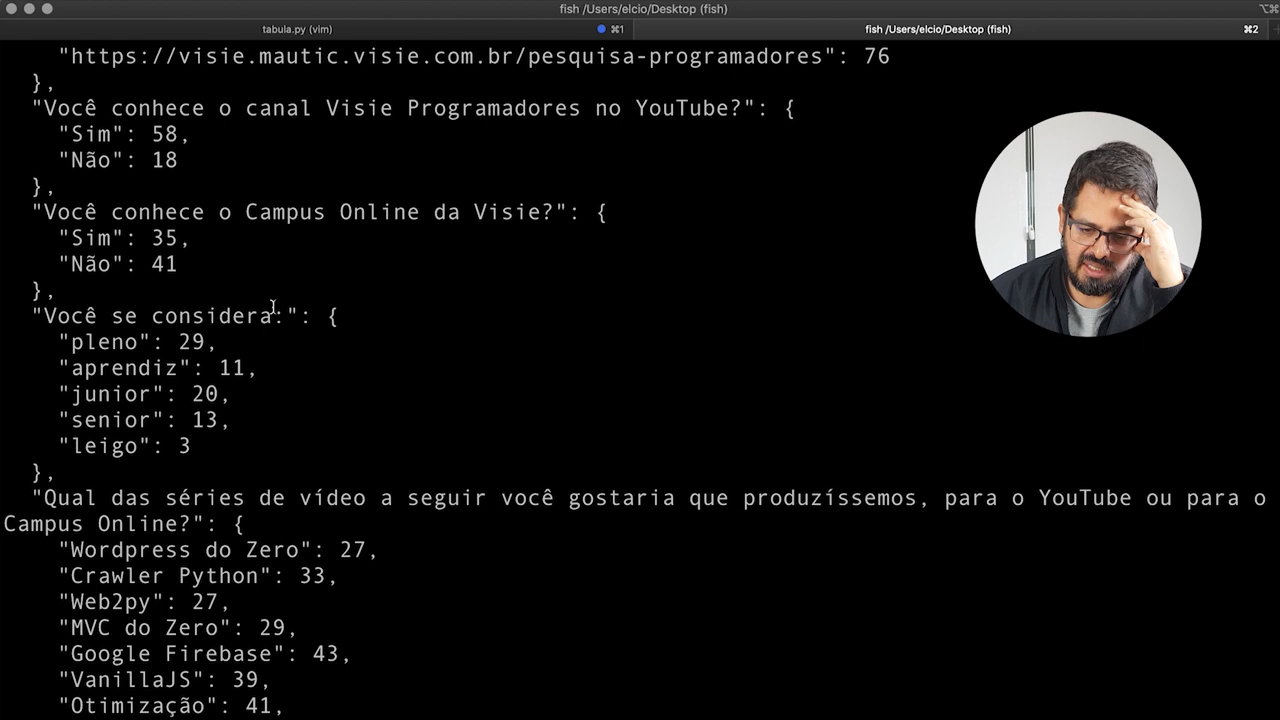 fish /Users/elcio/Desktop (fish)
⌥⌘
tabula.py (vim)
⌘1
fish /Users/elcio/Desktop (fish)
⌘2
"https://visie.mautic.visie.com.br/pesquisa-programadores": 76
},
"Você conhece o canal Visie Programadores no YouTube?": {
"Sim": 58,
"Não": 18
},
"Você conhece o Campus Online da Visie?": {
"Sim": 35,
"Não": 41
},
"Você se considera:": {
"pleno": 29,
"aprendiz": 11,
"junior": 20,
"senior": 13,
"leigo": 3
},
"Qual das séries de vídeo a seguir você gostaria que produzíssemos, para o YouTube ou para o
Campus Online?": {
"Wordpress do Zero": 27,
"Crawler Python": 33,
"Web2py": 27,
"MVC do Zero": 29,
"Google Firebase": 43,
"VanillaJS": 39,
"Otimização": 41,